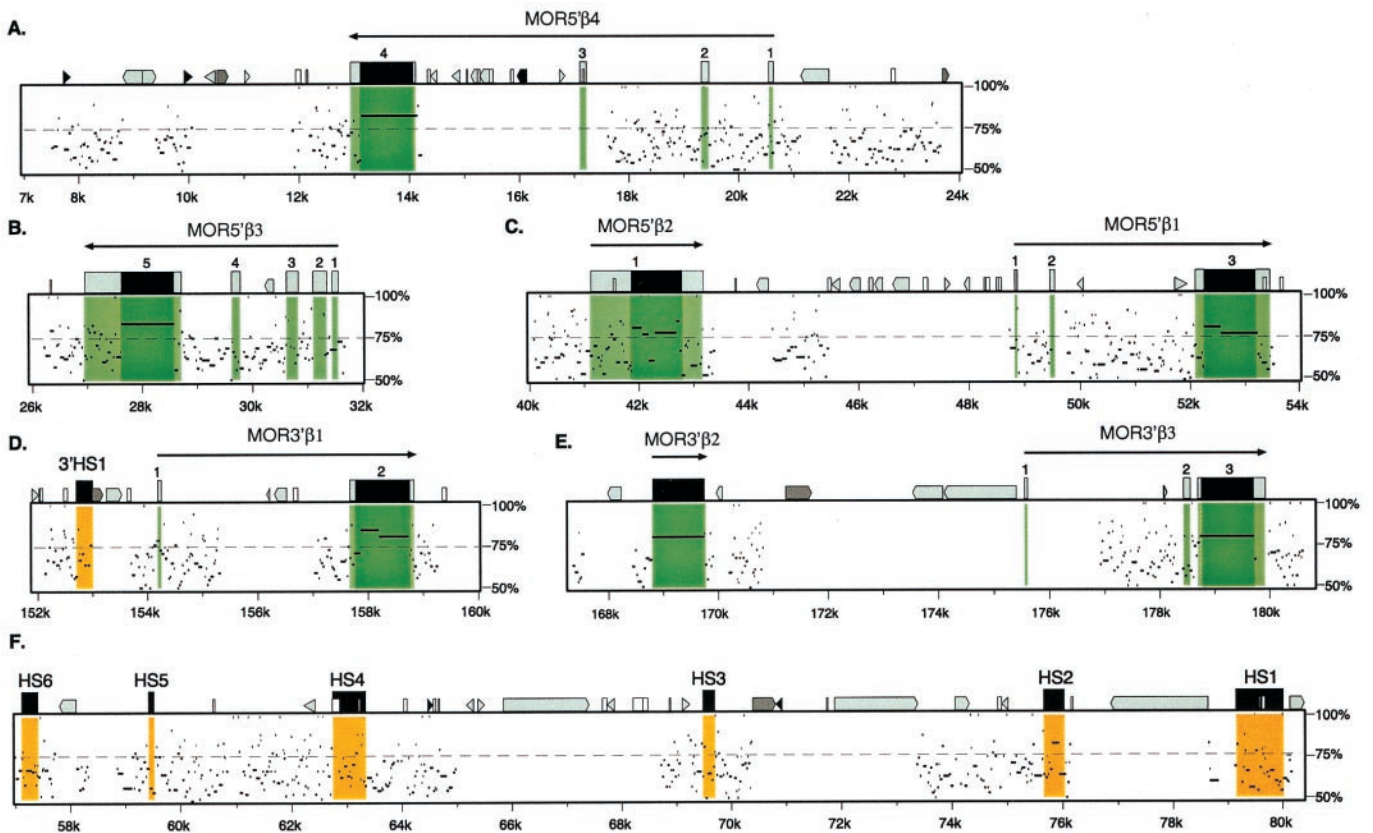 A.
MOR5'β4
4 3 2 1
100%
75%
50%
7k 8k 10k 12k 14k 16k 18k 20k 22k 24k
B.
MOR5'β3
5 4 3 2 1
100%
75%
50%
26k 28k 30k 32k
C.
MOR5'β2 MOR5'β1
1 1 2 3
100%
75%
50%
40k 42k 44k 46k 48k 50k 52k 54k
D.
MOR3'β1
3'HS1 1 2
100%
75%
50%
152k 154k 156k 158k 160k
E.
MOR3'β2 MOR3'β3
1 2 3
100%
75%
50%
168k 170k 172k 174k 176k 178k 180k
F.
HS6 HS5 HS4 HS3 HS2 HS1
100%
75%
50%
58k 60k 62k 64k 66k 68k 70k 72k 74k 76k 78k 80k